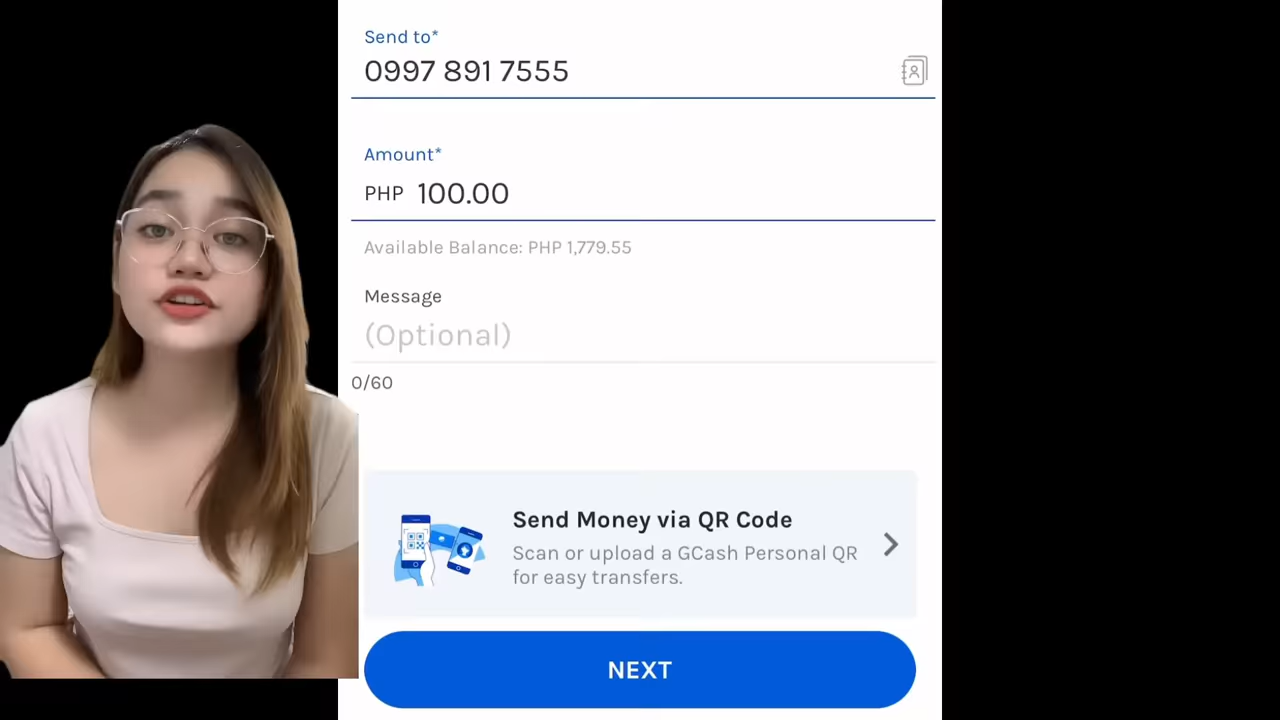 Send to*
0997 891 7555
Amount*
PHP 100.00
Available Balance: PHP 1,779.55
Message
(Optional)
0/60
Send Money via QR Code
Scan or upload a GCash Personal QR
for easy transfers.
NEXT